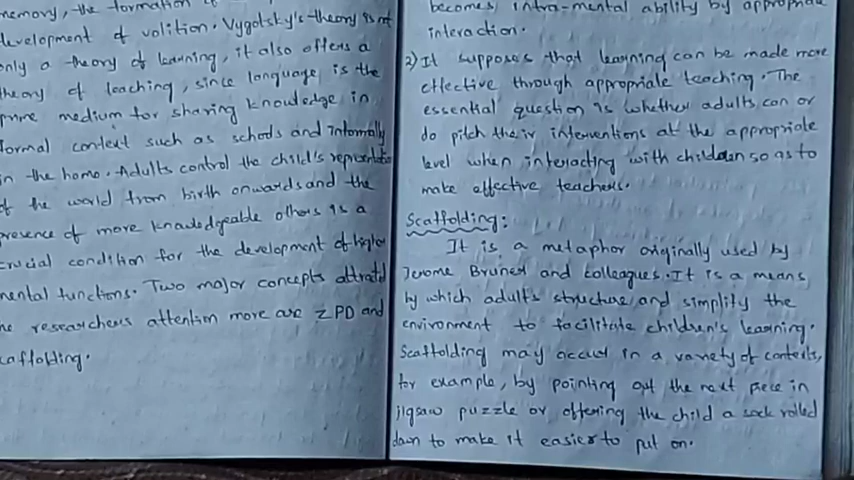 memory, the formation of
development of volition. Vygotsky's theory is not
only a theory of learning, it also offers a
theory of teaching, since language is the
prime medium for sharing knowledge in
formal context such as schools and informally
in the home. Adults control the child's representation
of the world from birth onwards and the
presence of more knowledgeable others is a
crucial condition for the development of higher
mental functions. Two major concepts attracted
the researchers attention more are ZPD and
scaffolding.
becomes intra-mental ability by appropriate
interaction.
2) It supposes that learning can be made more
effective through appropriate teaching. The
essential question is whether adults can or
do pitch their interventions at the appropriate
level when interacting with children so as to
make effective teachers.
Scaffolding:
It is a metaphor originally used by
Jerome Bruner and colleagues. It is a means
by which adults structure and simplify the
environment to facilitate children's learning.
Scaffolding may occur in a variety of contexts,
for example, by pointing out the next piece in
jigsaw puzzle or offering the child a sock rolled
down to make it easier to put on.